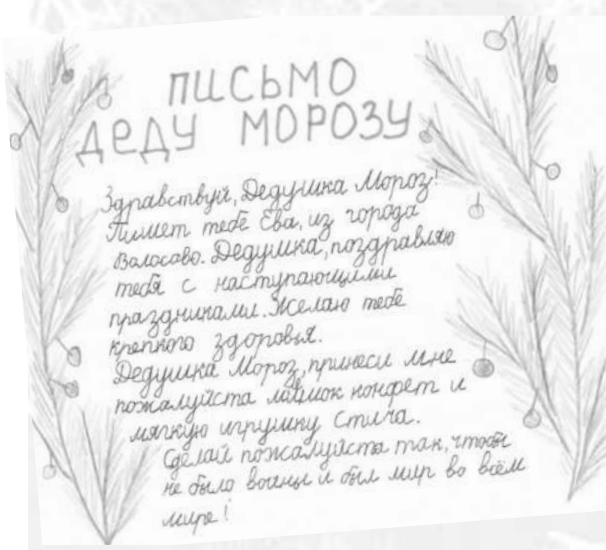 ПИСЬМО
ДЕДУ МОРОЗУ
Здравствуй, Дедушка Мороз!
Пишет тебе Ева, из города
Волосово. Дедушка, поздравляю
тебя с наступающими
праздниками. Желаю тебе
крепкого здоровья.
Дедушка Мороз, принеси мне
пожалуйста мешок конфет и
мягкую игрушку Стича.
Сделай пожалуйста так, чтобы
не было войны и был мир во всём
мире!